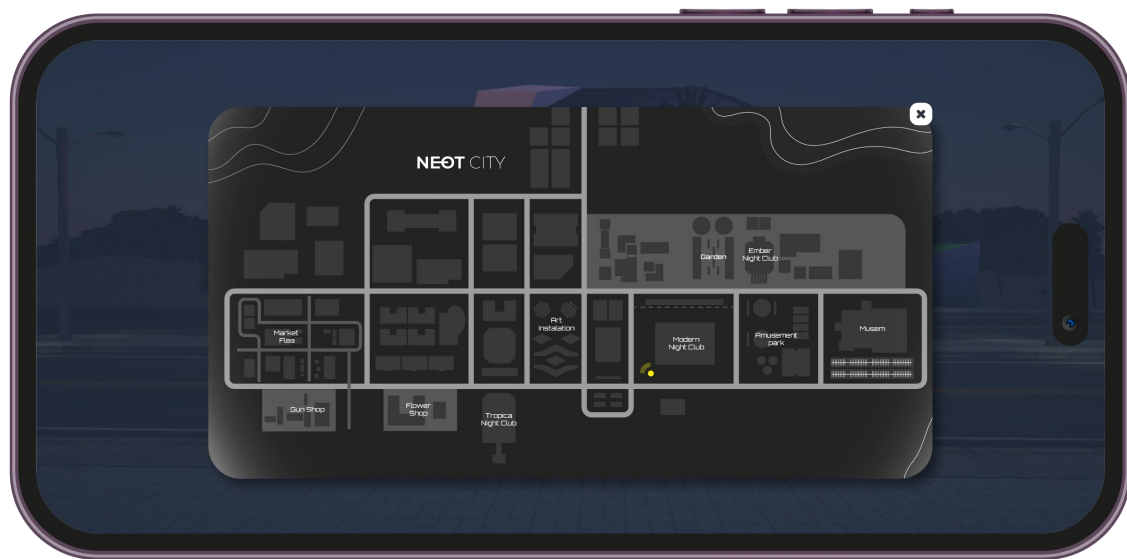 NEOT CITY
Garden
Ember
Night Club
Market
Flea
Art
Instalation
Modern
Night Club
Amusement
park
Musem
Gun Shop
Flower
Shop
Tropica
Night Club